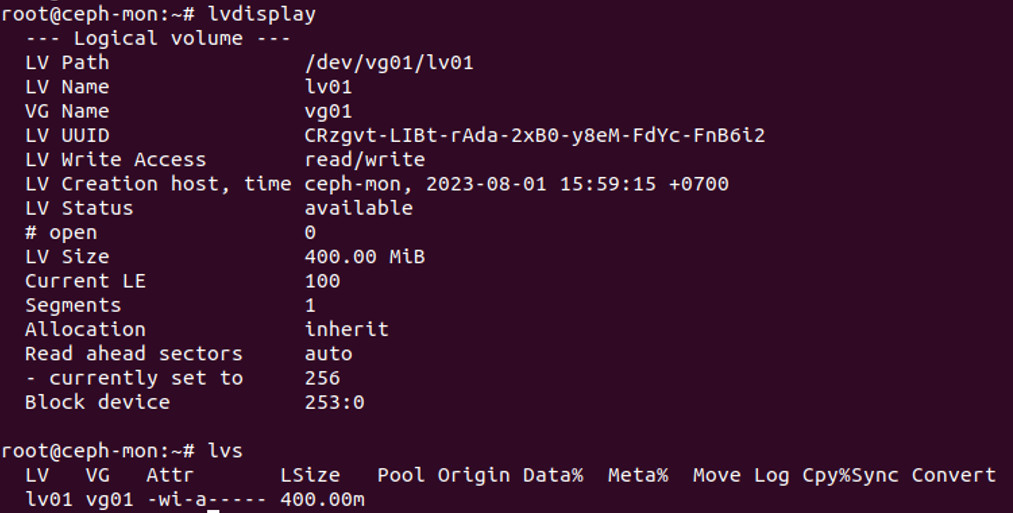 root@ceph-mon:~# lvdisplay
  --- Logical volume ---
  LV Path                /dev/vg01/lv01
  LV Name                lv01
  VG Name                vg01
  LV UUID                CRzgvt-LIBt-rAda-2xB0-y8eM-FdYc-FnB6i2
  LV Write Access        read/write
  LV Creation host, time ceph-mon, 2023-08-01 15:59:15 +0700
  LV Status              available
  # open                 0
  LV Size                400.00 MiB
  Current LE             100
  Segments               1
  Allocation             inherit
  Read ahead sectors     auto
  - currently set to     256
  Block device           253:0

root@ceph-mon:~# lvs
  LV   VG   Attr       LSize   Pool Origin Data%  Meta%  Move Log Cpy%Sync Convert
  lv01 vg01 -wi-a----- 400.00m